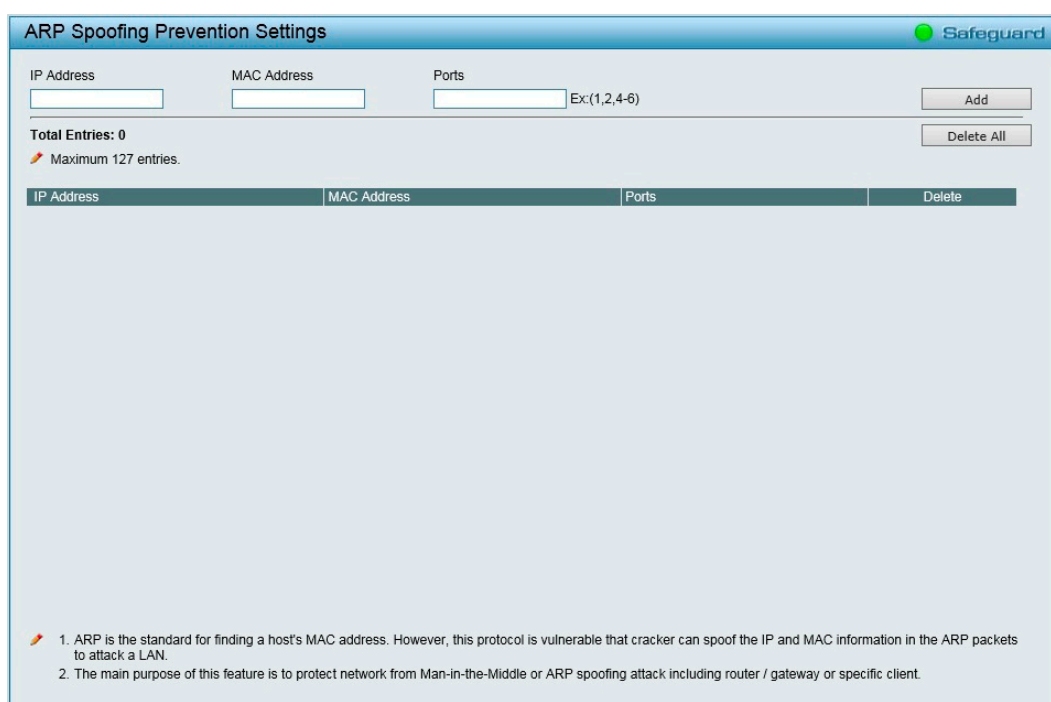 ARP Spoofing Prevention Settings
Safeguard
IP Address MAC Address Ports
Ex:(1,2,4-6)
Add
Total Entries: 0
Delete All
Maximum 127 entries.
IP Address MAC Address Ports Delete
1. ARP is the standard for finding a host's MAC address. However, this protocol is vulnerable that cracker can spoof the IP and MAC information in the ARP packets
to attack a LAN.
2. The main purpose of this feature is to protect network from Man-in-the-Middle or ARP spoofing attack including router / gateway or specific client.